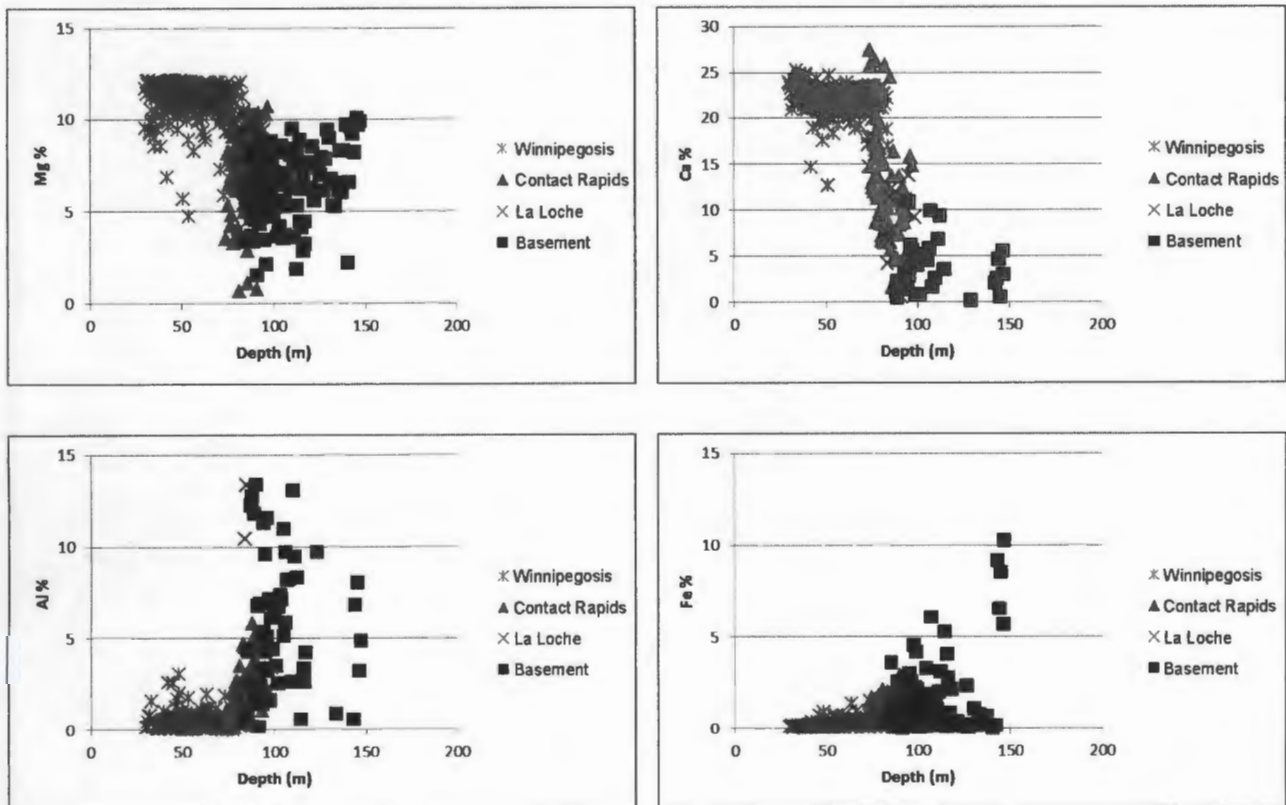 15
10
5
0
0
50
100
150
200
Mg %
Depth (m)
Winnipegosis
Contact Rapids
La Loche
Basement
30
25
20
15
10
5
0
0
50
100
150
200
Ca %
Depth (m)
Winnipegosis
Contact Rapids
La Loche
Basement
15
10
5
0
0
50
100
150
200
Al %
Depth (m)
Winnipegosis
Contact Rapids
La Loche
Basement
15
10
5
0
0
50
100
150
200
Fe %
Depth (m)
Winnipegosis
Contact Rapids
La Loche
Basement